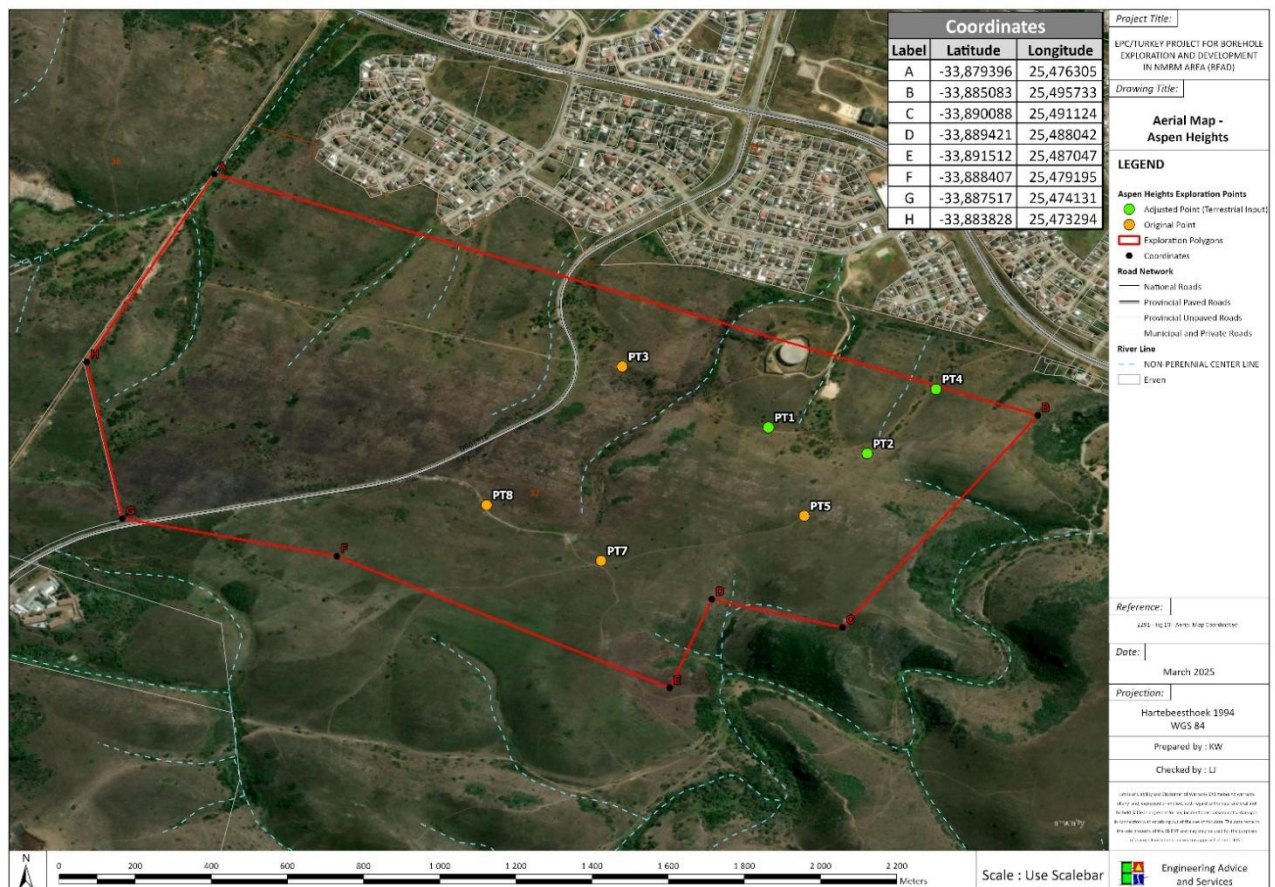 Coordinates
Label Latitude Longitude
A -33,879396 25,476305
B -33,885083 25,495733
C -33,890088 25,491124
D -33,889421 25,488042
E -33,891512 25,487047
F -33,888407 25,479195
G -33,887517 25,474131
H -33,883828 25,473294
A
H
PT3
PT4
B
PT1
PT2
PT8
PT5
G
F
PT7
D
C
E
Project Title:
EPC/TURKEY PROJECT FOR BOREHOLE
EXPLORATION AND DEVELOPMENT
IN NMBM AREA (BEAD)
Drawing Title:
Aerial Map -
Aspen Heights
LEGEND
Aspen Heights Exploration Points
Adjusted Point (Terrestrial Input)
Original Point
Exploration Polygons
Coordinates
Road Network
National Roads
Provincial Paved Roads
Provincial Unpaved Roads
Municipal and Private Roads
River Line
NON-PERENNIAL CENTER LINE
Erven
Reference:
Aerial Map Coordinates
Date:
March 2025
Projection:
Hartebeesthoek 1994
WGS 84
Prepared by : KW
Checked by : LJ
Engineering Advice
and Services
N
0 200 400 600 800 1 000 1 200 1 400 1 600 1 800 2 000 2 200
Meters
Scale : Use Scalebar